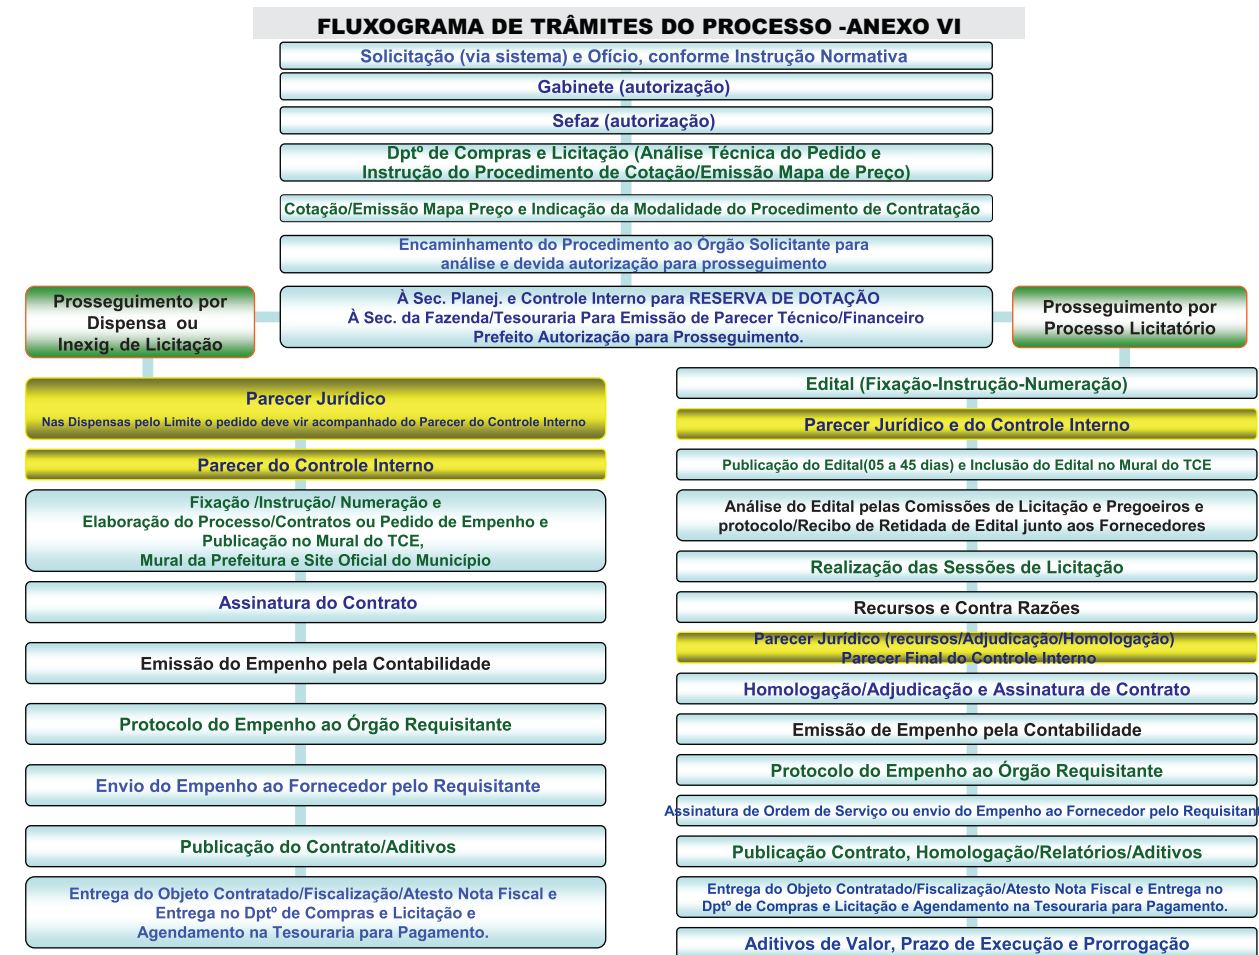 FLUXOGRAMA DE TRÂMITES DO PROCESSO -ANEXO VI
Solicitação (via sistema) e Ofício, conforme Instrução Normativa
Gabinete (autorização)
Sefaz (autorização)
Dptº de Compras e Licitação (Análise Técnica do Pedido e
Instrução do Procedimento de Cotação/Emissão Mapa de Preço)
Cotação/Emissão Mapa Preço e Indicação da Modalidade do Procedimento de Contratação
Encaminhamento do Procedimento ao Órgão Solicitante para
análise e devida autorização para prosseguimento
À Sec. Planej. e Controle Interno para RESERVA DE DOTAÇÃO
À Sec. da Fazenda/Tesouraria Para Emissão de Parecer Técnico/Financeiro
Prefeito Autorização para Prosseguimento.
Prosseguimento por
Dispensa ou
Inexig. de Licitação
Parecer Jurídico
Nas Dispensas pelo Limite o pedido deve vir acompanhado do Parecer do Controle Interno
Parecer do Controle Interno
Fixação /Instrução/ Numeração e
Elaboração do Processo/Contratos ou Pedido de Empenho e
Publicação no Mural do TCE,
Mural da Prefeitura e Site Oficial do Município
Assinatura do Contrato
Emissão do Empenho pela Contabilidade
Protocolo do Empenho ao Órgão Requisitante
Envio do Empenho ao Fornecedor pelo Requisitante
Publicação do Contrato/Aditivos
Entrega do Objeto Contratado/Fiscalização/Atesto Nota Fiscal e
Entrega no Dptº de Compras e Licitação e
Agendamento na Tesouraria para Pagamento.
Prosseguimento por
Processo Licitatório
Edital (Fixação-Instrução-Numeração)
Parecer Jurídico e do Controle Interno
Publicação do Edital(05 a 45 dias) e Inclusão do Edital no Mural do TCE
Análise do Edital pelas Comissões de Licitação e Pregoeiros e
protocolo/Recibo de Retidada de Edital junto aos Fornecedores
Realização das Sessões de Licitação
Recursos e Contra Razões
Parecer Jurídico (recursos/Adjudicação/Homologação)
Parecer Final do Controle Interno
Homologação/Adjudicação e Assinatura de Contrato
Emissão de Empenho pela Contabilidade
Protocolo do Empenho ao Órgão Requisitante
Assinatura de Ordem de Serviço ou envio do Empenho ao Fornecedor pelo Requisitant
Publicação Contrato, Homologação/Relatórios/Aditivos
Entrega do Objeto Contratado/Fiscalização/Atesto Nota Fiscal e Entrega no
Dptº de Compras e Licitação e Agendamento na Tesouraria para Pagamento.
Aditivos de Valor, Prazo de Execução e Prorrogação